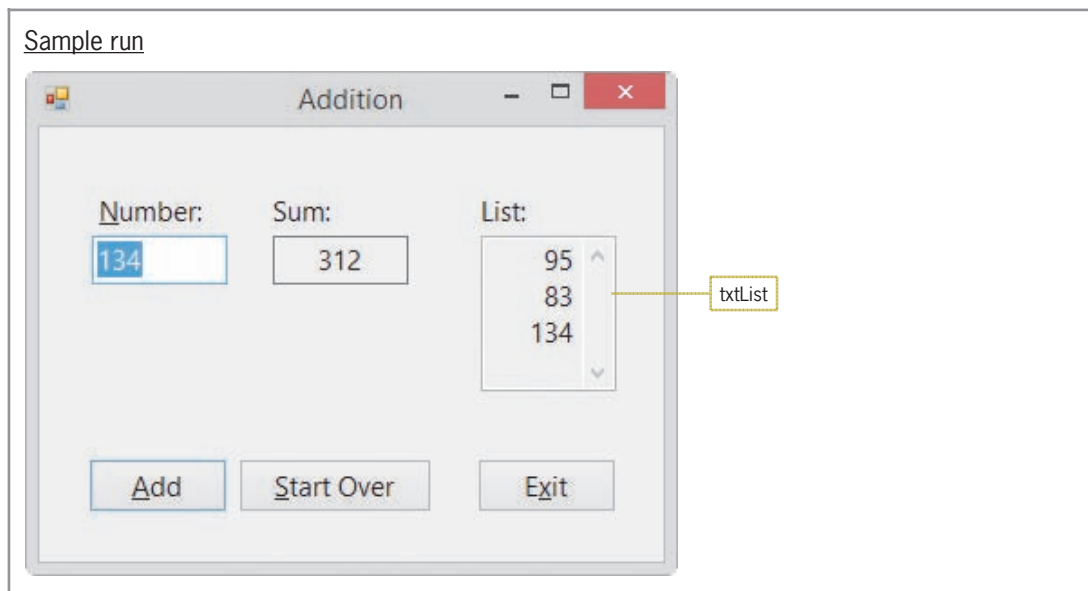 Sample run
Addition
Number:
Sum:
List:
134
312
95
83
134
txtList
Add
Start Over
Exit